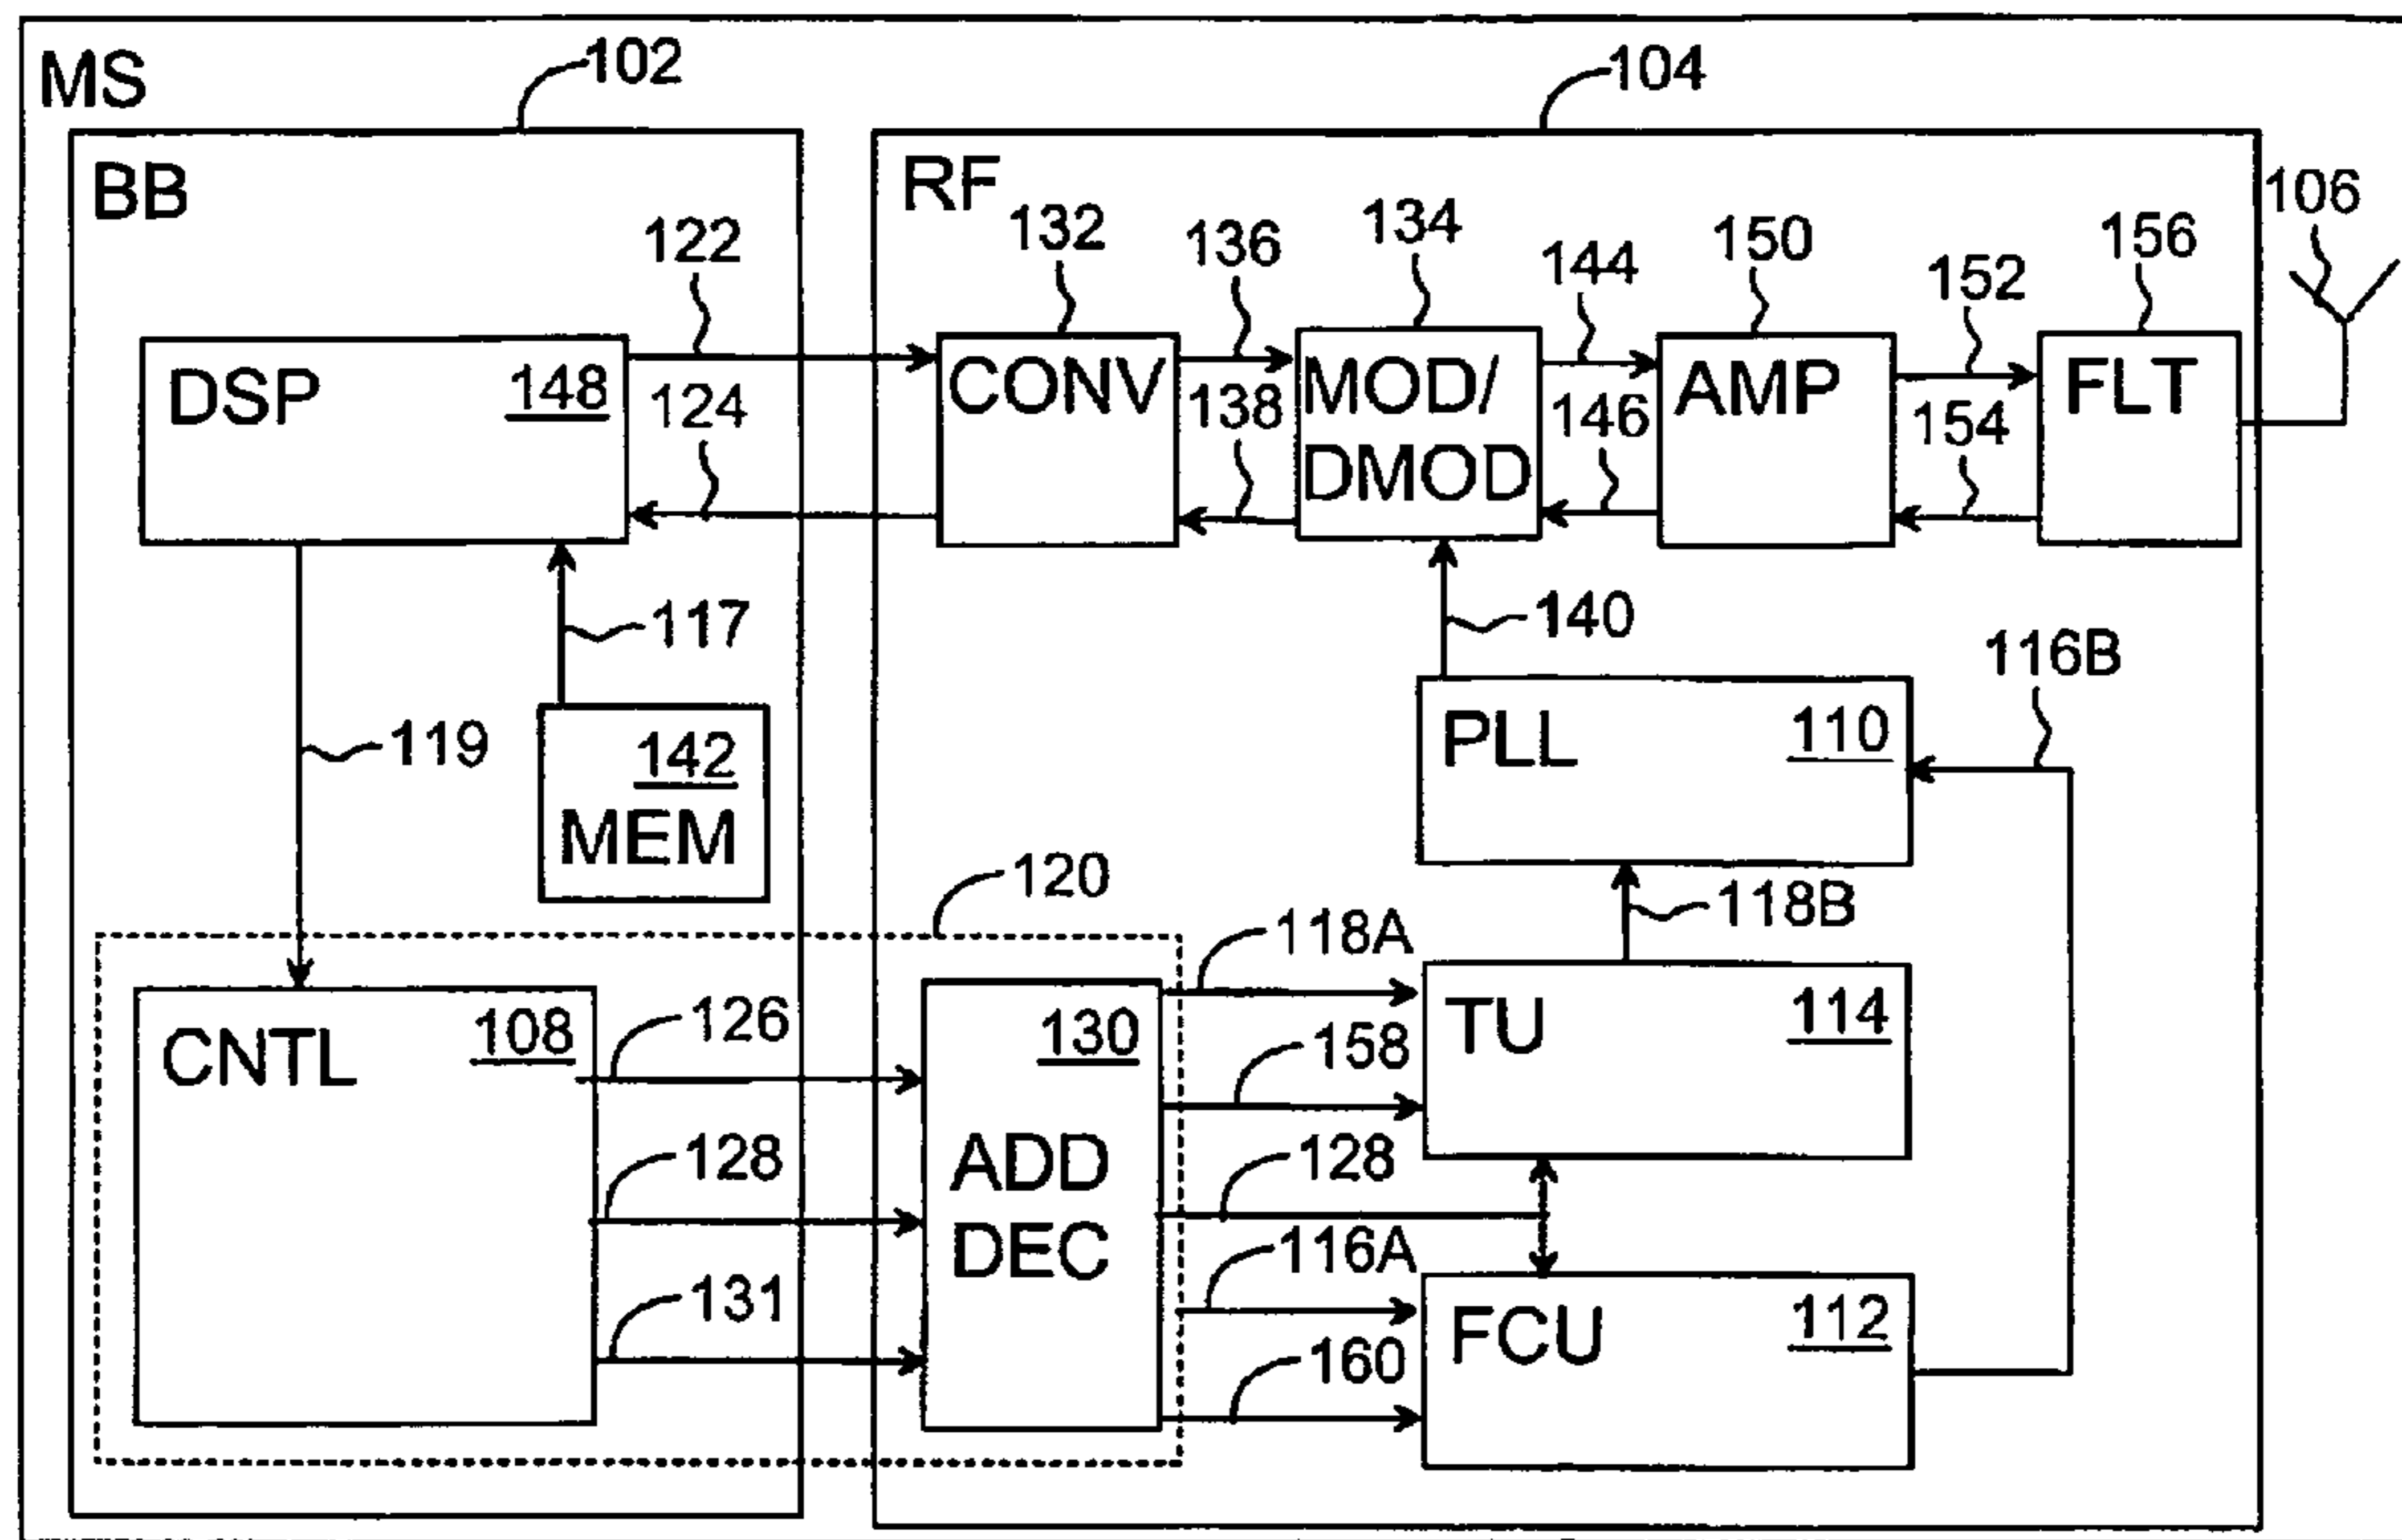 MS
102
104
BB
RF
106
122
132
136
134
144
150
152
156
DSP
148
124
CONV
138
MOD/
DMOD
146
AMP
154
FLT
117
140
116B
119
142
MEM
PLL
110
120
118A
118B
CNTL
108
126
130
ADD
DEC
158
TU
114
128
128
116A
131
160
FCU
112